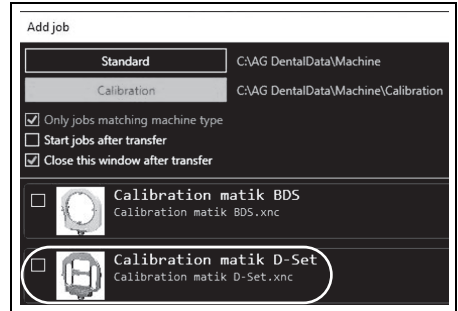 Add job
Standard C:\AG DentalData\Machine
Calibration C:\AG DentalData\Machine\Calibration
Only jobs matching machine type
Start jobs after transfer
Close this window after transfer
Calibration matik BDS
Calibration matik BDS.xnc
Calibration matik D-Set
Calibration matik D-Set.xnc